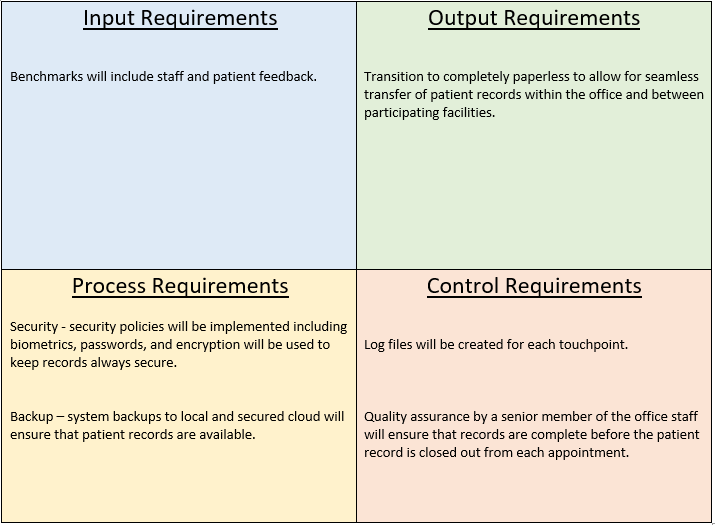 Input Requirements
Benchmarks will include staff and patient feedback.
Output Requirements
Transition to completely paperless to allow for seamless
transfer of patient records within the office and between
participating facilities.
Process Requirements
Security - security policies will be implemented including
biometrics, passwords, and encryption will be used to
keep records always secure.
Backup – system backups to local and secured cloud will
ensure that patient records are available.
Control Requirements
Log files will be created for each touchpoint.
Quality assurance by a senior member of the office staff
will ensure that records are complete before the patient
record is closed out from each appointment.